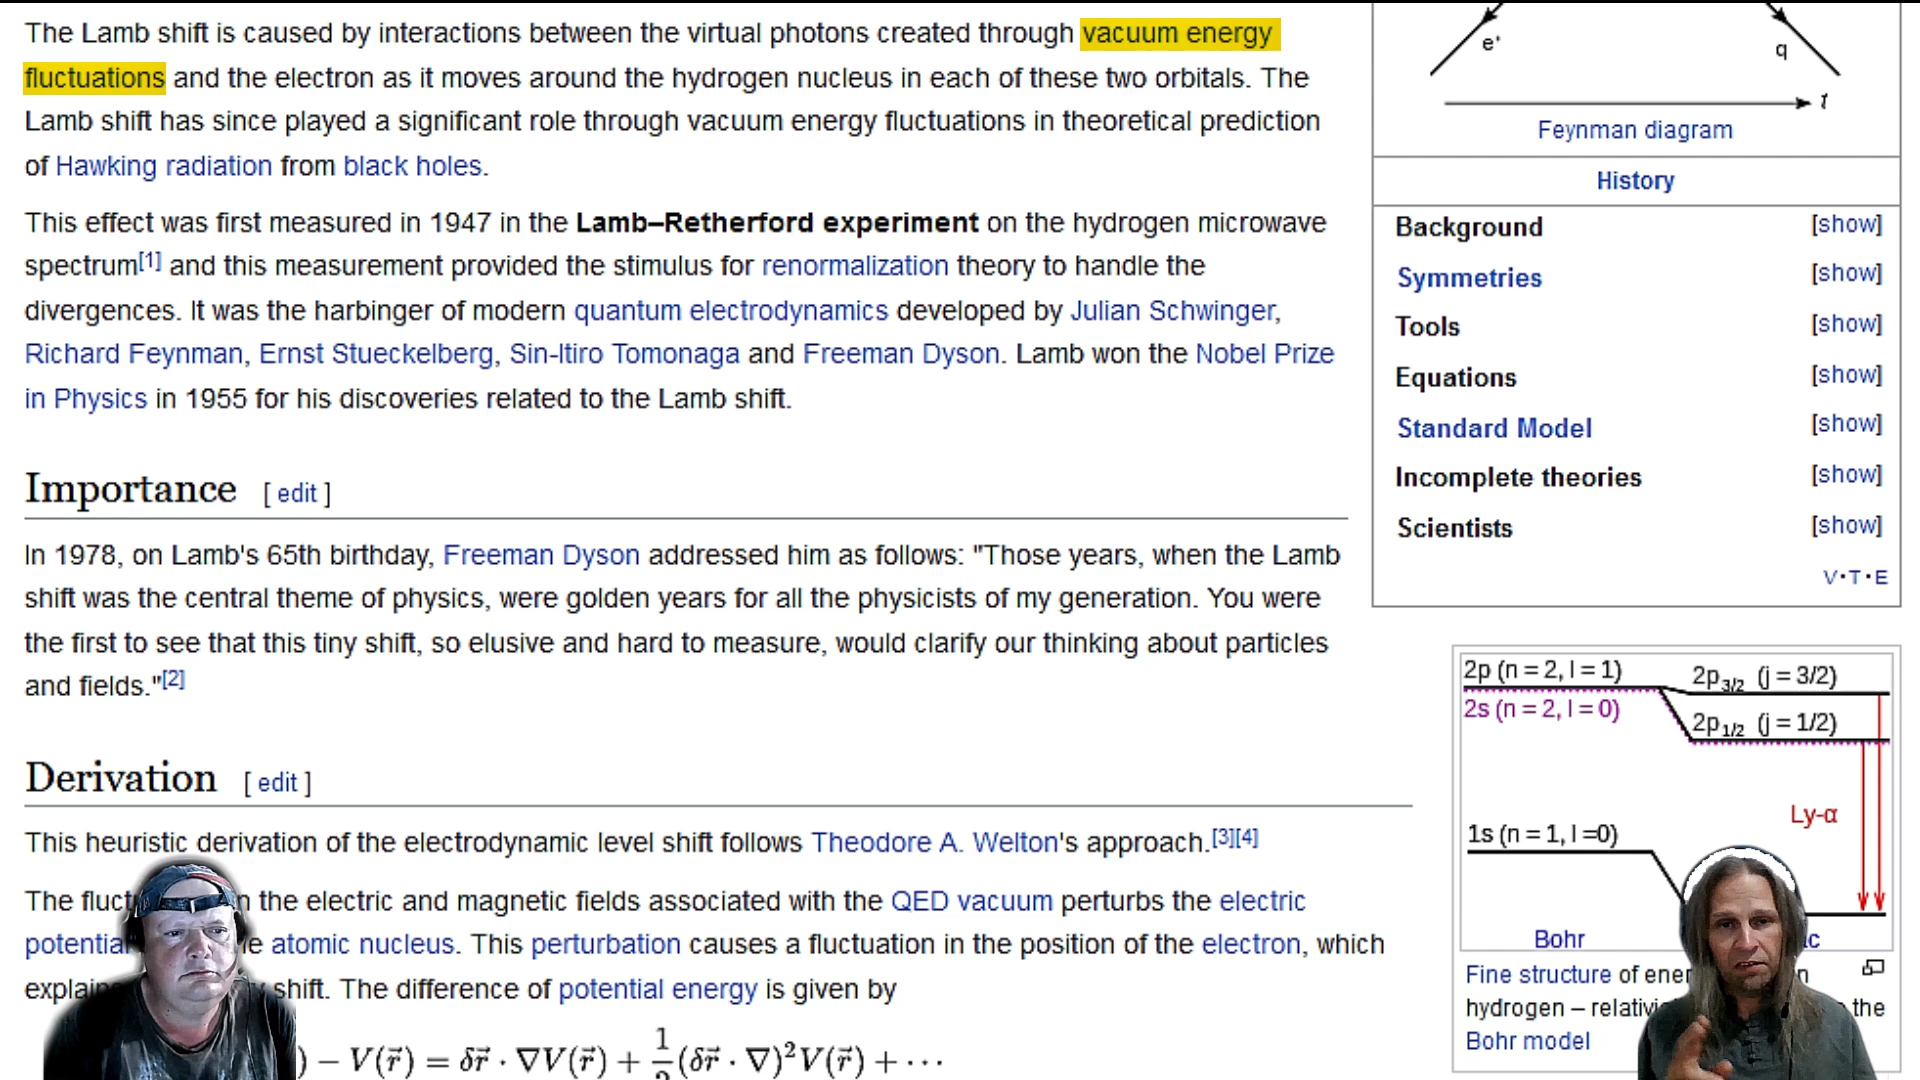 The Lamb shift is caused by interactions between the virtual photons created through vacuum energy
fluctuations and the electron as it moves around the hydrogen nucleus in each of these two orbitals. The
Lamb shift has since played a significant role through vacuum energy fluctuations in theoretical prediction
of Hawking radiation from black holes.
This effect was first measured in 1947 in the Lamb–Retherford experiment on the hydrogen microwave
spectrum[1] and this measurement provided the stimulus for renormalization theory to handle the
divergences. It was the harbinger of modern quantum electrodynamics developed by Julian Schwinger,
Richard Feynman, Ernst Stueckelberg, Sin-Itiro Tomonaga and Freeman Dyson. Lamb won the Nobel Prize
in Physics in 1955 for his discoveries related to the Lamb shift.
Importance [ edit ]
In 1978, on Lamb's 65th birthday, Freeman Dyson addressed him as follows: "Those years, when the Lamb
shift was the central theme of physics, were golden years for all the physicists of my generation. You were
the first to see that this tiny shift, so elusive and hard to measure, would clarify our thinking about particles
and fields."[2]
Derivation [ edit ]
This heuristic derivation of the electrodynamic level shift follows Theodore A. Welton's approach.[3][4]
The the electric and magnetic fields associated with the QED vacuum perturbs the electric
potential atomic nucleus. This perturbation causes a fluctuation in the position of the electron, which
shift. The difference of potential energy is given by
) − V(r⃗) = δr⃗ · ∇V(r⃗) + 1/2 (δr⃗ · ∇)²V(r⃗) + ···
e+
q
t
Feynman diagram
History
Background [show]
Symmetries [show]
Tools [show]
Equations [show]
Standard Model [show]
Incomplete theories [show]
Scientists [show]
V·T·E
2p (n = 2, l = 1)
2p3/2 (j = 3/2)
2s (n = 2, l = 0)
2p1/2 (j = 1/2)
Ly-α
1s (n = 1, l =0)
Bohr
Fine structure of
hydrogen – the
Bohr model